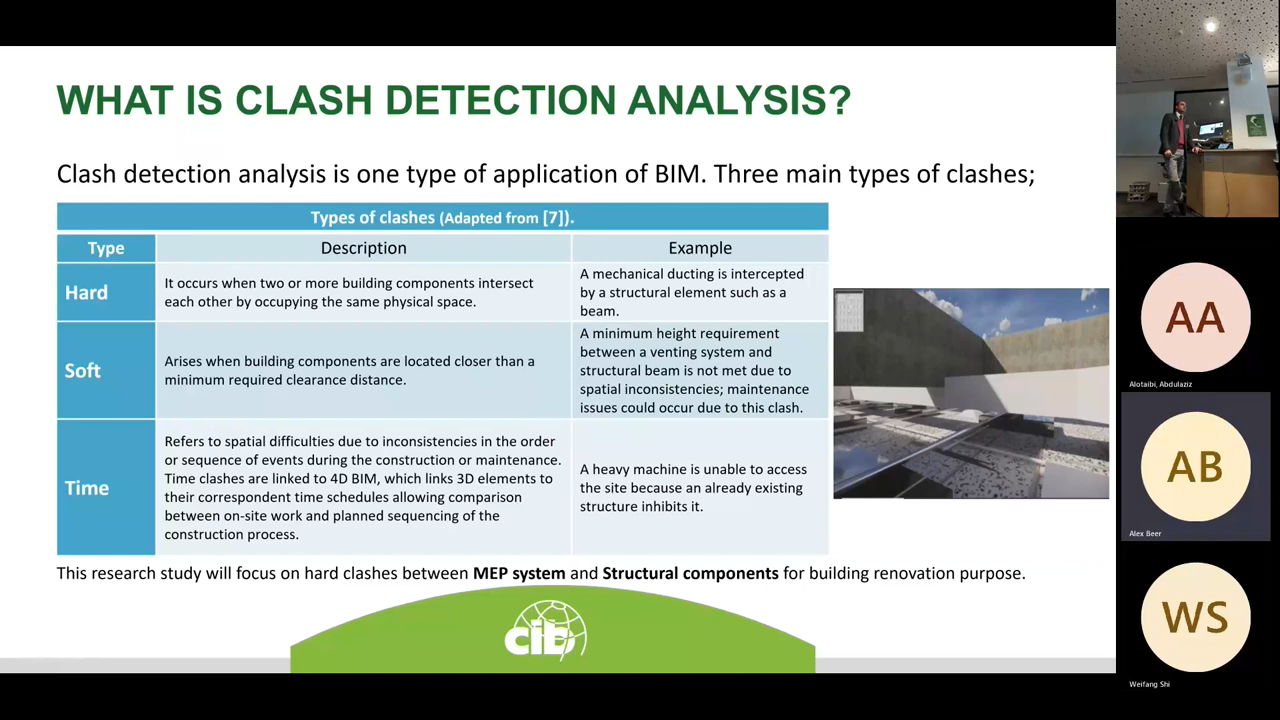 WHAT IS CLASH DETECTION ANALYSIS?
Clash detection analysis is one type of application of BIM. Three main types of clashes;
Types of clashes (Adapted from [7]).
Type Description Example
Hard
It occurs when two or more building components intersect
each other by occupying the same physical space.
A mechanical ducting is intercepted
by a structural element such as a
beam.
Soft
Arises when building components are located closer than a
minimum required clearance distance.
A minimum height requirement
between a venting system and
structural beam is not met due to
spatial inconsistencies; maintenance
issues could occur due to this clash.
Time
Refers to spatial difficulties due to inconsistencies in the order
or sequence of events during the construction or maintenance.
Time clashes are linked to 4D BIM, which links 3D elements to
their correspondent time schedules allowing comparison
between on-site work and planned sequencing of the
construction process.
A heavy machine is unable to access
the site because an already existing
structure inhibits it.
This research study will focus on hard clashes between MEP system and Structural components for building renovation purpose.
cib
AA
Alotaibi, Abdulaziz
AB
Alex Beer
WS
Weifang Shi